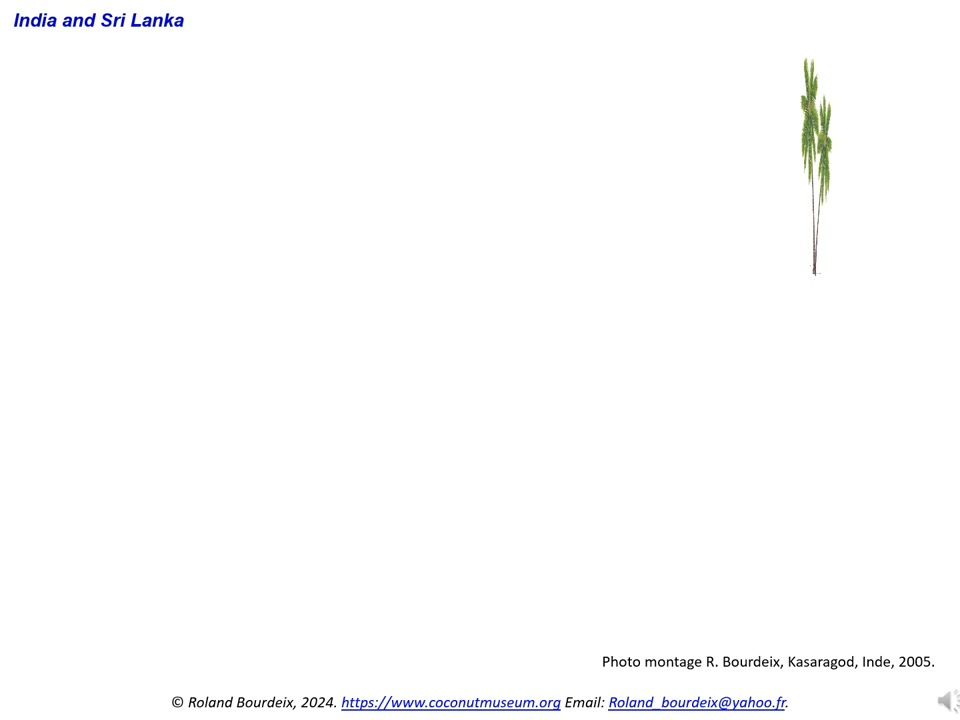 India and Sri Lanka
Photo montage R. Bourdeix, Kasaragod, Inde, 2005.
© Roland Bourdeix, 2024. https://www.coconutmuseum.org Email: Roland_bourdeix@yahoo.fr.